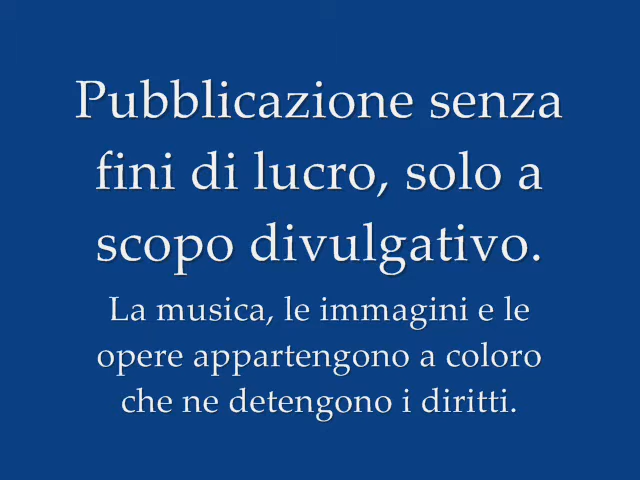 Pubblicazione senza
fini di lucro, solo a
scopo divulgativo.
La musica, le immagini e le
opere appartengono a coloro
che ne detengono i diritti.